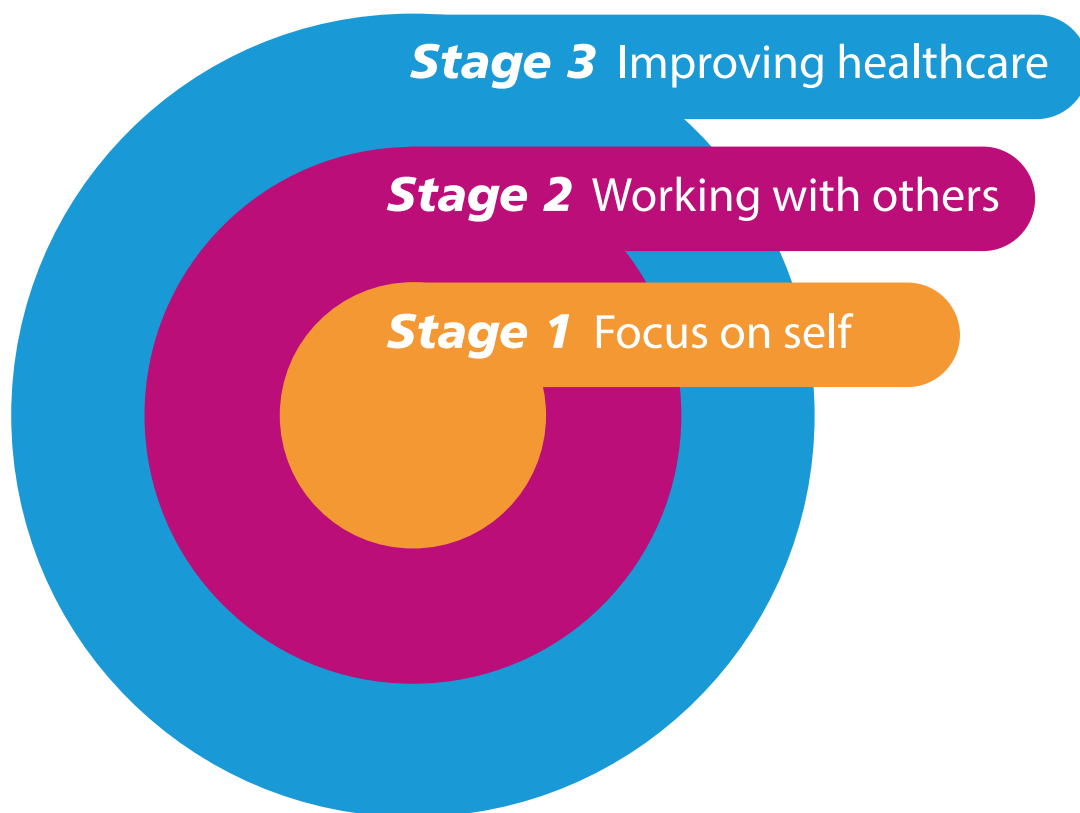 Stage 3 Improving healthcare
Stage 2 Working with others
Stage 1 Focus on self